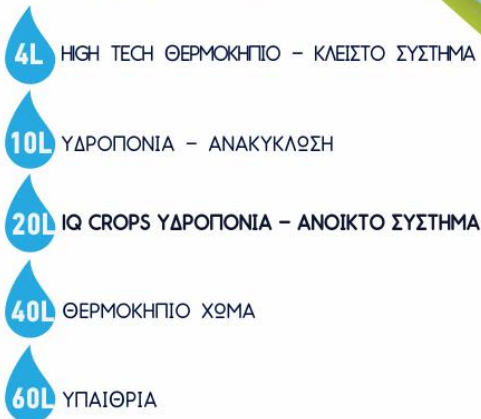 4L HIGH TECH ΘΕΡΜΟΚΗΠΙΟ – ΚΛΕΙΣΤΟ ΣΥΣΤΗΜΑ
10L ΥΔΡΟΠΟΝΙΑ – ΑΝΑΚΥΚΛΩΣΗ
20L IQ CROPS ΥΔΡΟΠΟΝΙΑ – ΑΝΟΙΚΤΟ ΣΥΣΤΗΜΑ
40L ΘΕΡΜΟΚΗΠΙΟ ΧΩΜΑ
60L ΥΠΑΙΘΡΙΑ